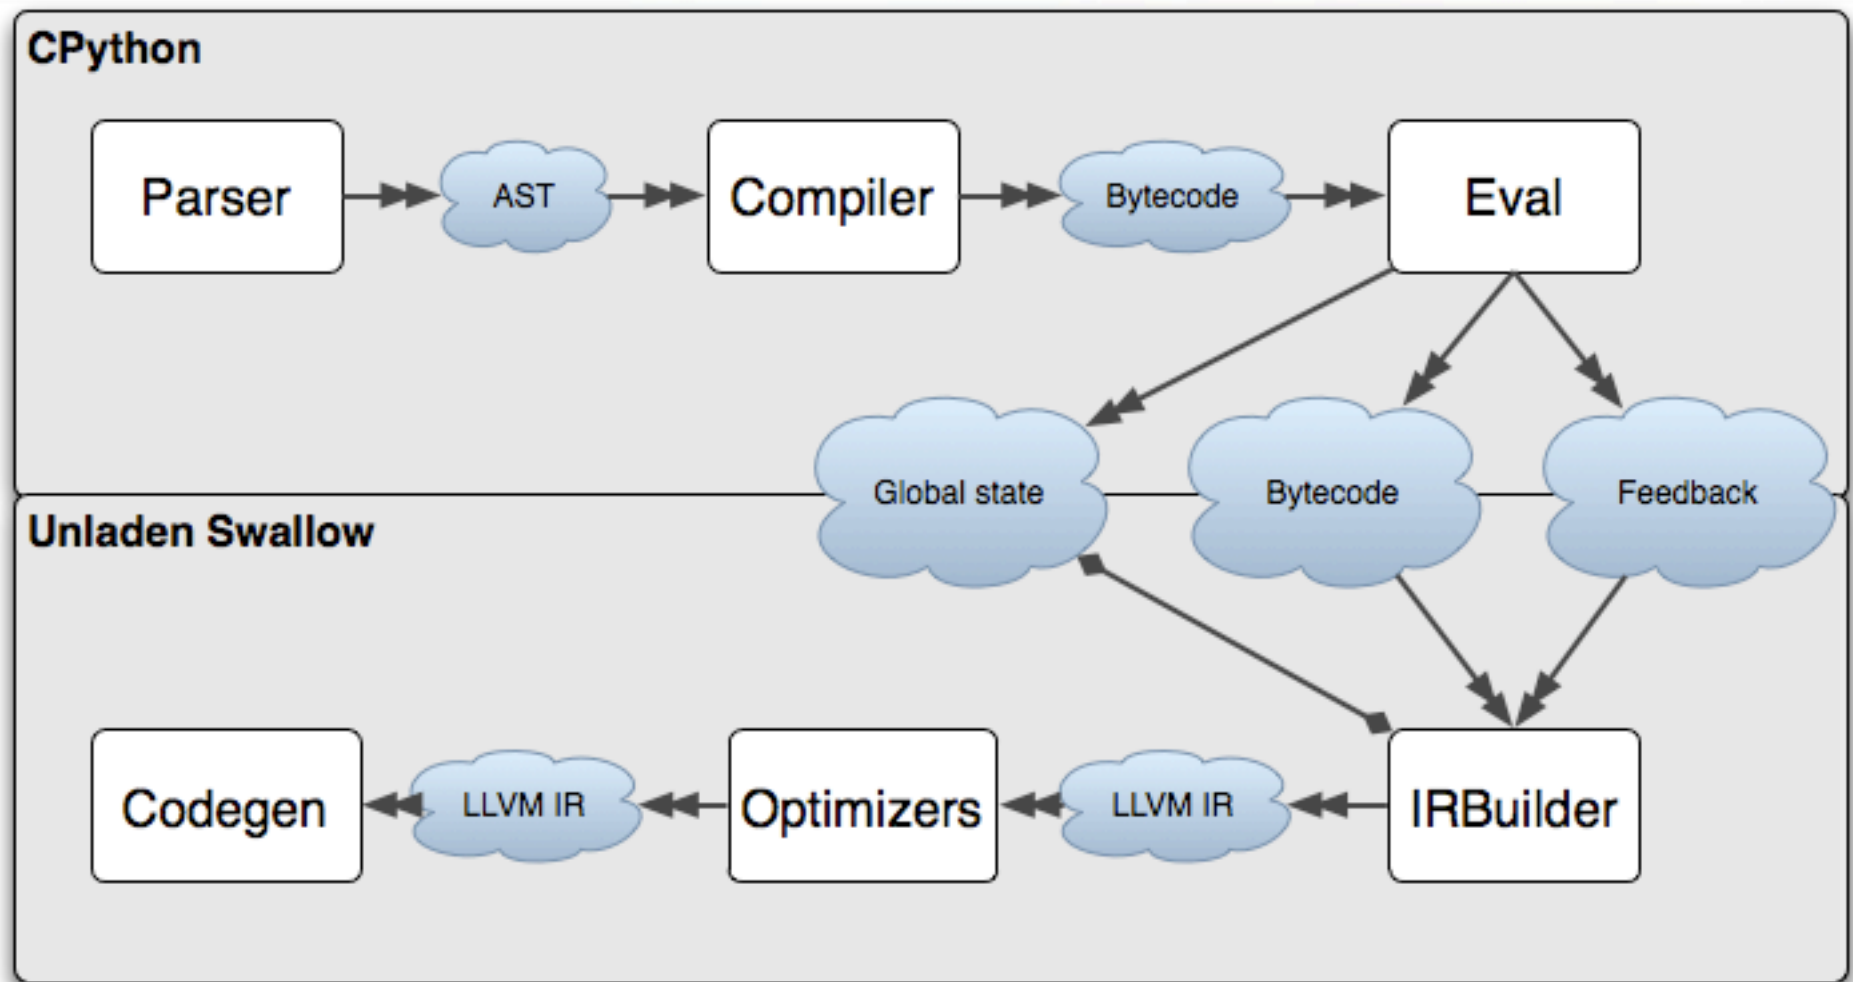 CPython
Parser
AST
Compiler
Bytecode
Eval
Global state
Bytecode
Feedback
Unladen Swallow
Codegen
LLVM IR
Optimizers
LLVM IR
IRBuilder